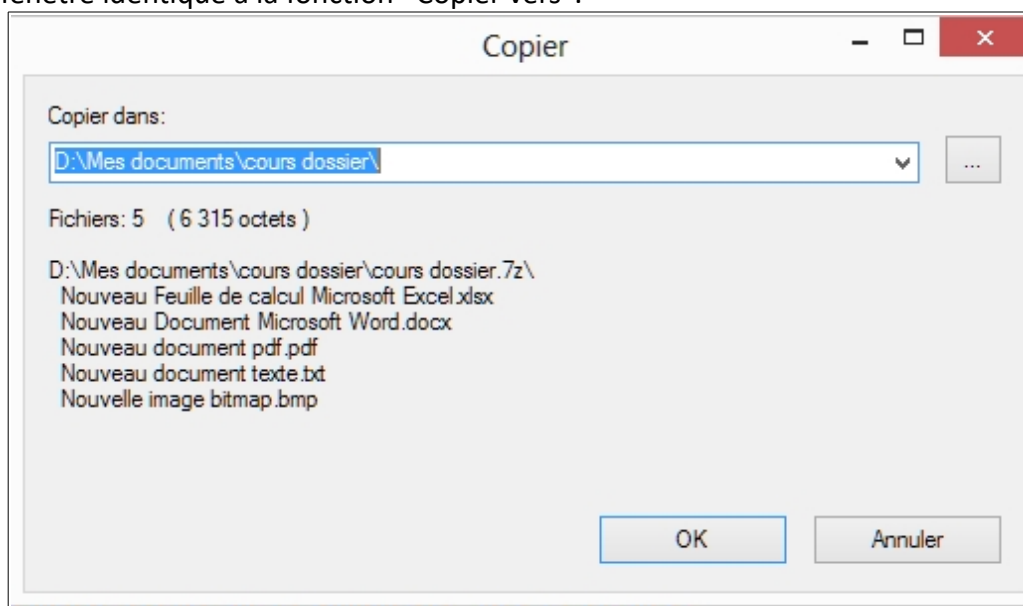 fenêtre identique à la fonction "Copier vers".
Copier
Copier dans:
D:\Mes documents\cours dossier\
...
Fichiers: 5 ( 6 315 octets )
D:\Mes documents\cours dossier\cours dossier.7z\
Nouveau Feuille de calcul Microsoft Excel.xlsx
Nouveau Document Microsoft Word.docx
Nouveau document pdf.pdf
Nouveau document texte.txt
Nouvelle image bitmap.bmp
OK
Annuler